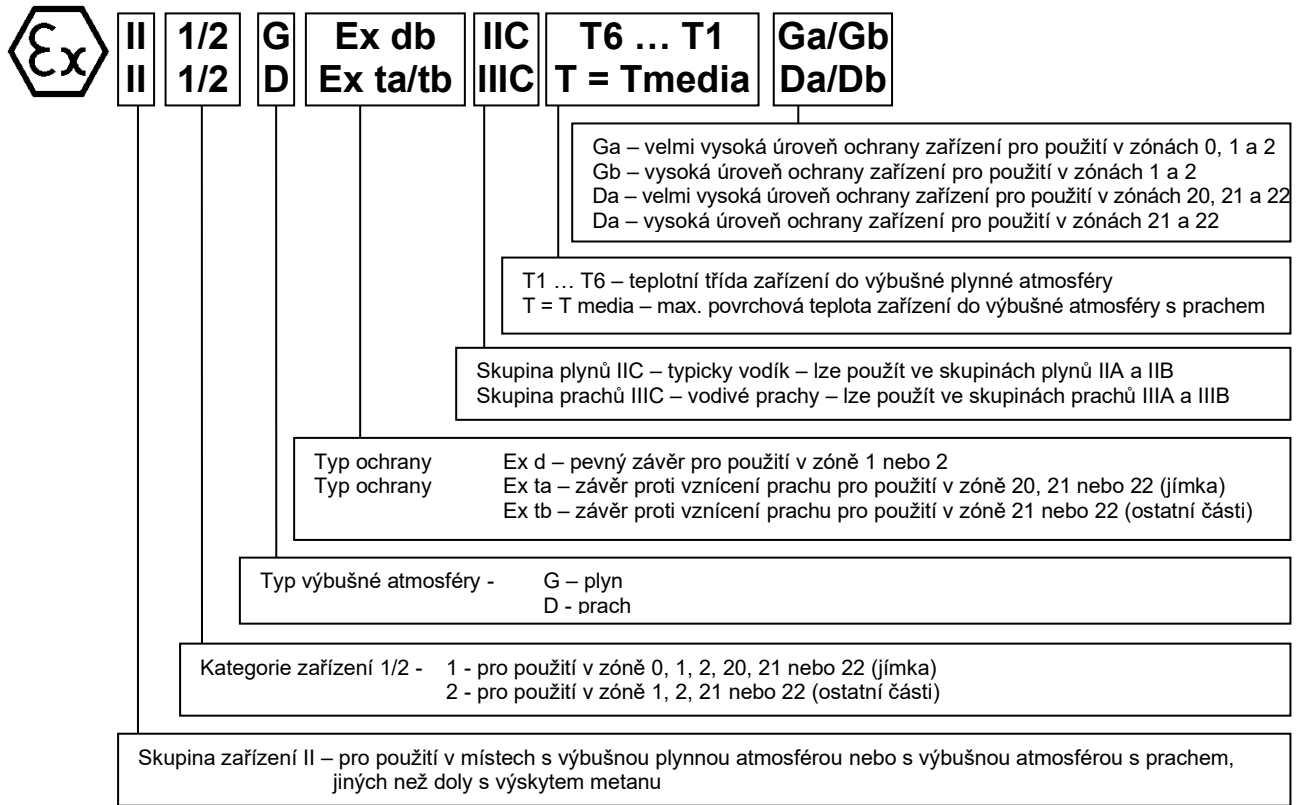 Ex II 1/2 G Ex db IIC T6 … T1 Ga/Gb
II 1/2 D Ex ta/tb IIIC T = Tmedia Da/Db
Ga – velmi vysoká úroveň ochrany zařízení pro použití v zónách 0, 1 a 2
Gb – vysoká úroveň ochrany zařízení pro použití v zónách 1 a 2
Da – velmi vysoká úroveň ochrany zařízení pro použití v zónách 20, 21 a 22
Da – vysoká úroveň ochrany zařízení pro použití v zónách 21 a 22
T1 … T6 – teplotní třída zařízení do výbušné plynné atmosféry
T = T media – max. povrchová teplota zařízení do výbušné atmosféry s prachem
Skupina plynů IIC – typicky vodík – lze použít ve skupinách plynů IIA a IIB
Skupina prachů IIIC – vodivé prachy – lze použít ve skupinách prachů IIIA a IIIB
Typ ochrany Ex d – pevný závěr pro použití v zóně 1 nebo 2
Typ ochrany Ex ta – závěr proti vznícení prachu pro použití v zóně 20, 21 nebo 22 (jímka)
Ex tb – závěr proti vznícení prachu pro použití v zóně 21 nebo 22 (ostatní části)
Typ výbušné atmosféry - G – plyn
D - prach
Kategorie zařízení 1/2 - 1 - pro použití v zóně 0, 1, 2, 20, 21 nebo 22 (jímka)
2 - pro použití v zóně 1, 2, 21 nebo 22 (ostatní části)
Skupina zařízení II – pro použití v místech s výbušnou plynnou atmosférou nebo s výbušnou atmosférou s prachem,
jiných než doly s výskytem metanu